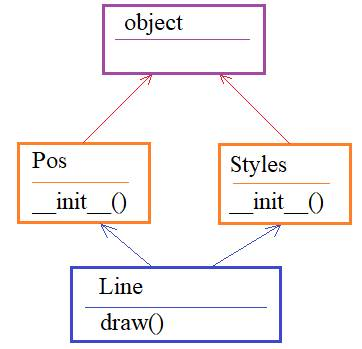 object
Pos
__init__()
Styles
__init__()
Line
draw()